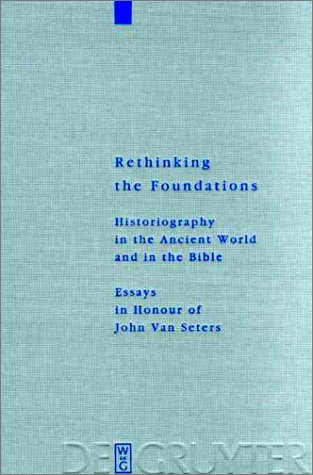 Rethinking
the Foundations
Historiography
in the Ancient World
and in the Bible
Essays
in Honour of
John Van Seters
DE GRUYTER
W
DE
G